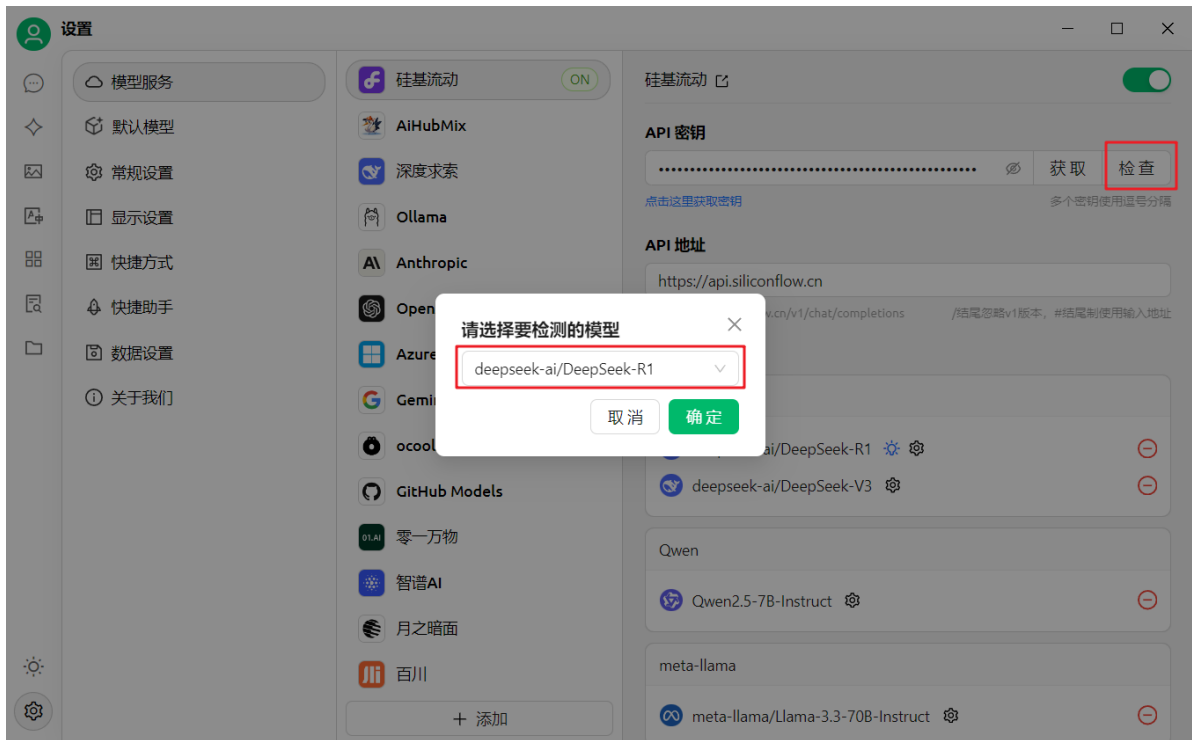 设置
模型服务
默认模型
常规设置
显示设置
快捷方式
快捷助手
数据设置
关于我们
硅基流动
ON
AiHubMix
深度求索
Ollama
Anthropic
Open
Azure
Gemi
ocool
GitHub Models
01.AI
零一万物
智谱AI
月之暗面
百川
添加
硅基流动
API 密钥
获取
检查
点击这里获取密钥
多个密钥使用逗号分隔
API 地址
https://api.siliconflow.cn
v.cn/v1/chat/completions
/结尾忽略v1版本，#结尾制使用输入地址
请选择要检测的模型
deepseek-ai/DeepSeek-R1
取消
确定
ai/DeepSeek-R1
deepseek-ai/DeepSeek-V3
Qwen
Qwen2.5-7B-Instruct
meta-llama
meta-llama/Llama-3.3-70B-Instruct